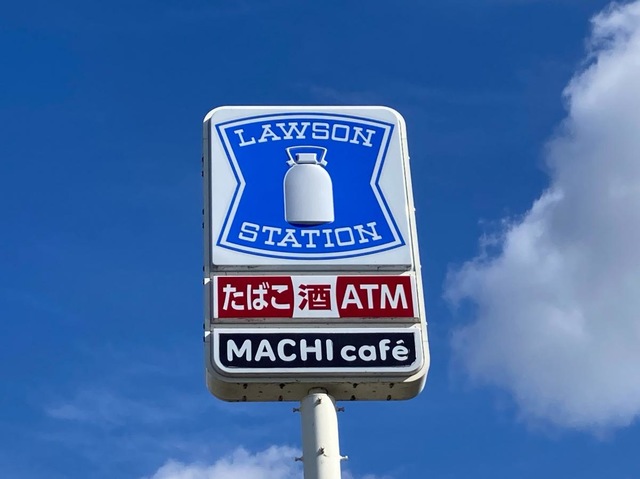 LAWSON
STATION
たばこ 酒 ATM
MACHI café